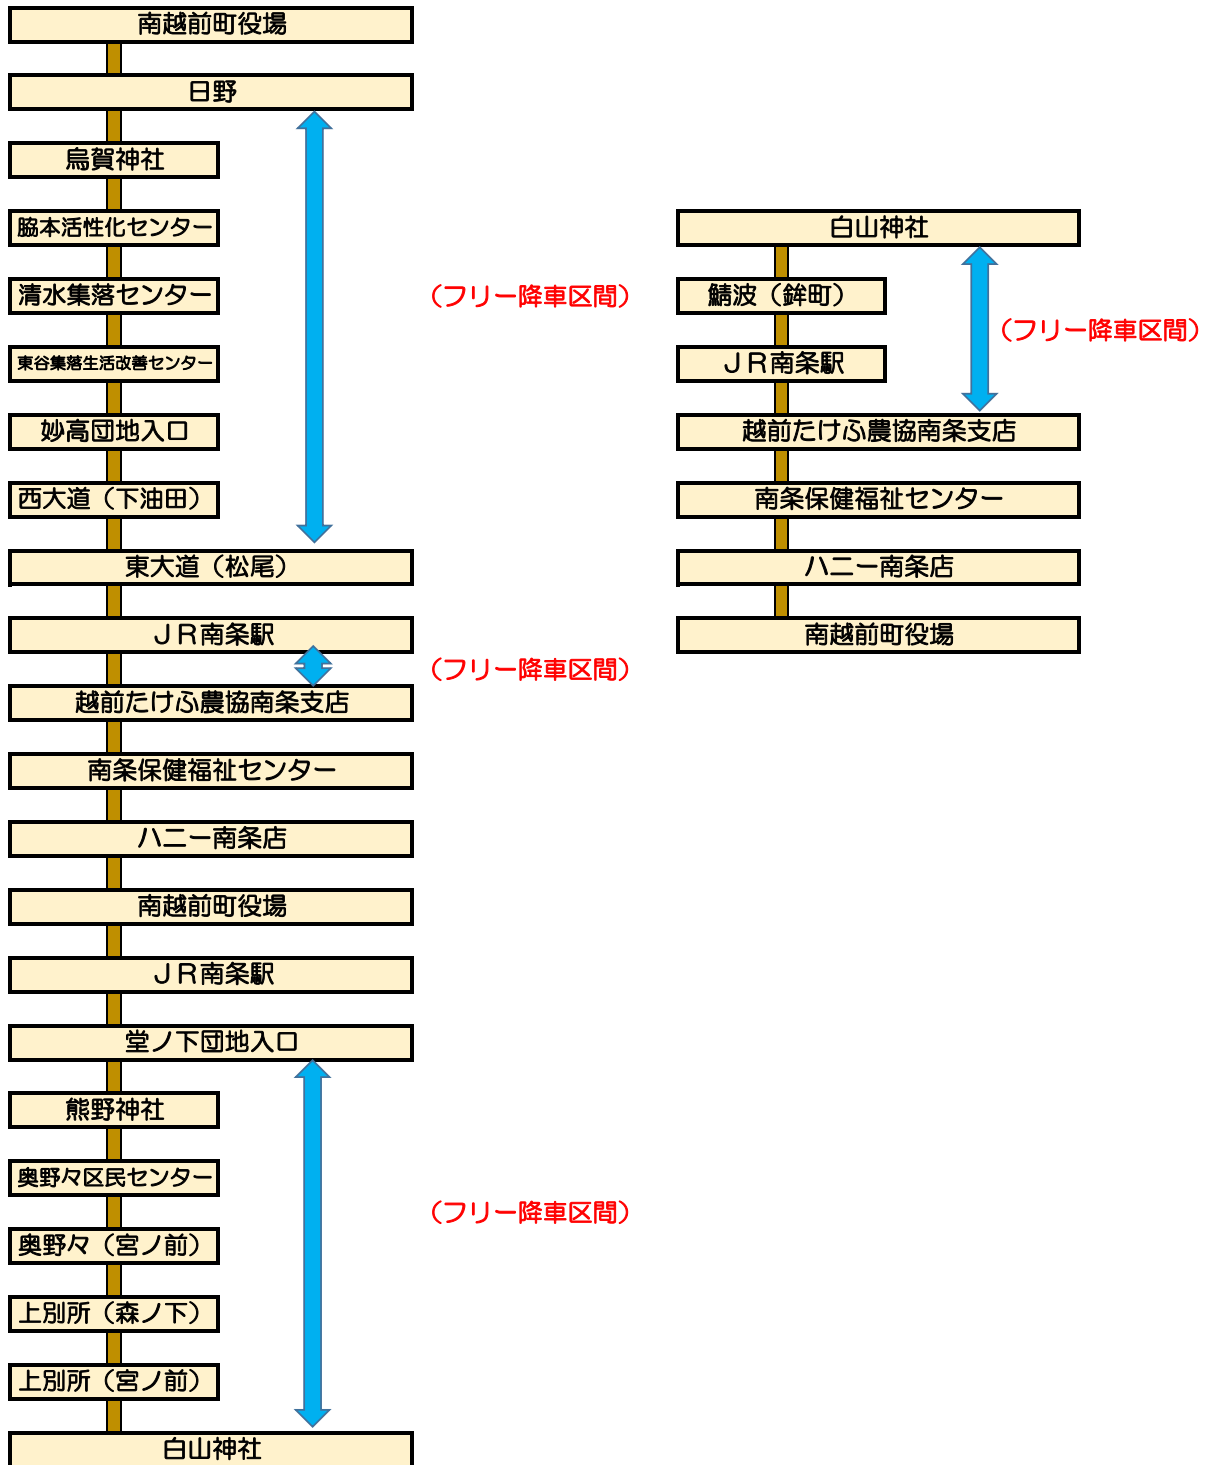 南越前町役場
日野
烏賀神社
脇本活性化センター
清水集落センター
（フリー降車区間）
東谷集落生活改善センター
妙高団地入口
西大道（下油田）
東大道（松尾）
ＪＲ南条駅
（フリー降車区間）
越前たけふ農協南条支店
南条保健福祉センター
ハニー南条店
南越前町役場
ＪＲ南条駅
堂ノ下団地入口
熊野神社
奥野々区民センター
（フリー降車区間）
奥野々（宮ノ前）
上別所（森ノ下）
上別所（宮ノ前）
白山神社
白山神社
鯖波（鉾町）
（フリー降車区間）
ＪＲ南条駅
越前たけふ農協南条支店
南条保健福祉センター
ハニー南条店
南越前町役場